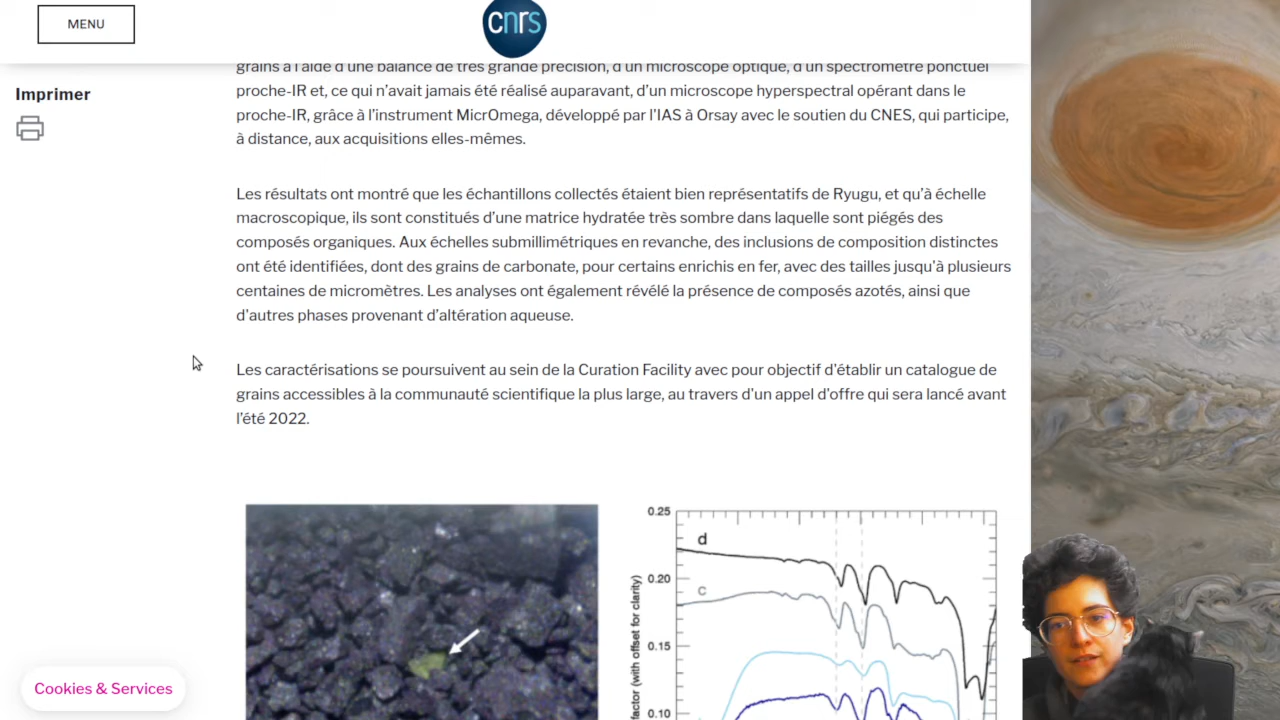 MENU
cnrs
Imprimer
grains à l'aide d'une balance de très grande précision, d'un microscope optique, d'un spectromètre ponctuel
proche-IR et, ce qui n'avait jamais été réalisé auparavant, d'un microscope hyperspectral opérant dans le
proche-IR, grâce à l'instrument MicrOmega, développé par l'IAS à Orsay avec le soutien du CNES, qui participe,
à distance, aux acquisitions elles-mêmes.
Les résultats ont montré que les échantillons collectés étaient bien représentatifs de Ryugu, et qu'à échelle
macroscopique, ils sont constitués d'une matrice hydratée très sombre dans laquelle sont piégés des
composés organiques. Aux échelles submillimétriques en revanche, des inclusions de composition distinctes
ont été identifiées, dont des grains de carbonate, pour certains enrichis en fer, avec des tailles jusqu'à plusieurs
centaines de micromètres. Les analyses ont également révélé la présence de composés azotés, ainsi que
d'autres phases provenant d'altération aqueuse.
Les caractérisations se poursuivent au sein de la Curation Facility avec pour objectif d'établir un catalogue de
grains accessibles à la communauté scientifique la plus large, au travers d'un appel d'offre qui sera lancé avant
l'été 2022.
0.25
d
0.20
c
0.15
0.10
factor (with offset for clarity)
Cookies & Services